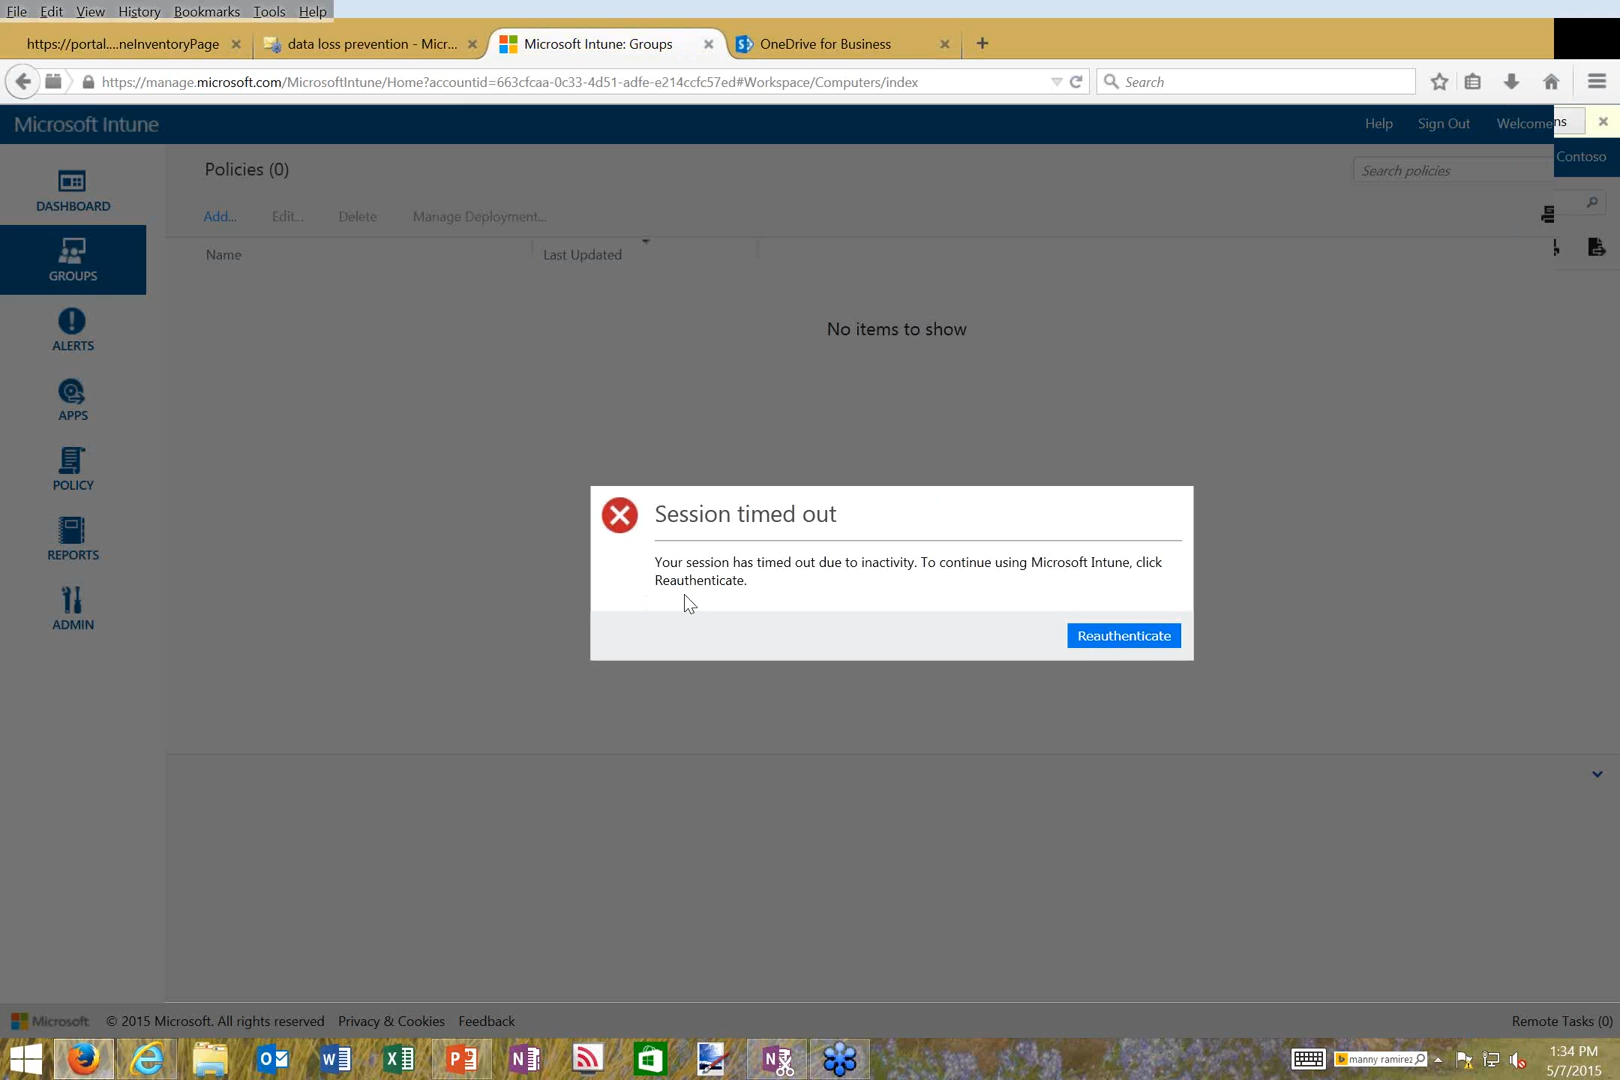 File Edit View History Bookmarks Tools Help
https://portal....neInventoryPage
data loss prevention - Micr...
Microsoft Intune: Groups
OneDrive for Business
https://manage.microsoft.com/MicrosoftIntune/Home?accountid=663cfcaa-0c33-4d51-adfe-e214ccfc57ed#Workspace/Computers/index
Search
Microsoft Intune
Help
Sign Out
Welcome
ns
Contoso
DASHBOARD
GROUPS
ALERTS
APPS
POLICY
REPORTS
ADMIN
Policies (0)
Search policies
Add...
Edit...
Delete
Manage Deployment...
Name
Last Updated
No items to show
Session timed out
Your session has timed out due to inactivity. To continue using Microsoft Intune, click
Reauthenticate.
Reauthenticate
Microsoft
© 2015 Microsoft. All rights reserved
Privacy & Cookies
Feedback
Remote Tasks (0)
manny ramirez
1:34 PM
5/7/2015